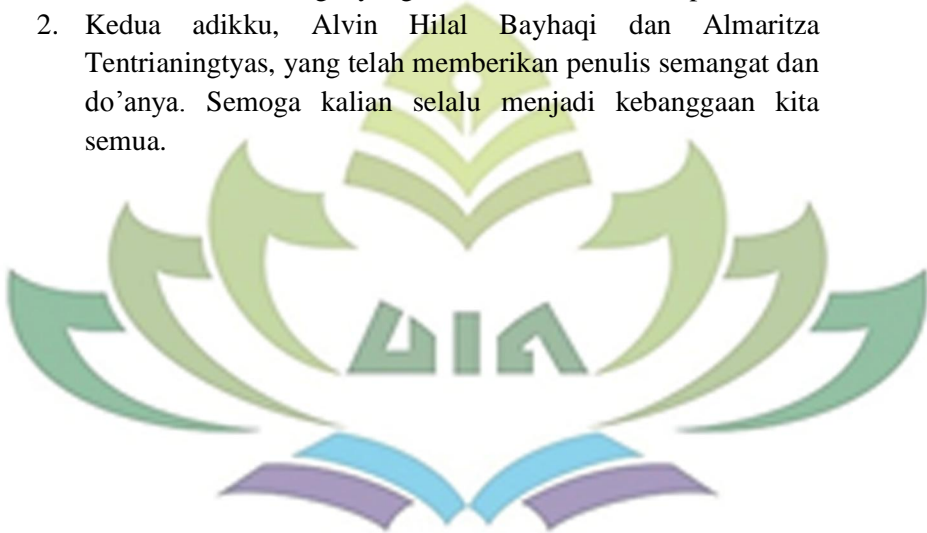 2. Kedua adikku, Alvin Hilal Bayhaqi dan Almaritza
Tentrianingtyas, yang telah memberikan penulis semangat dan
do’anya. Semoga kalian selalu menjadi kebanggaan kita
semua.
UIN